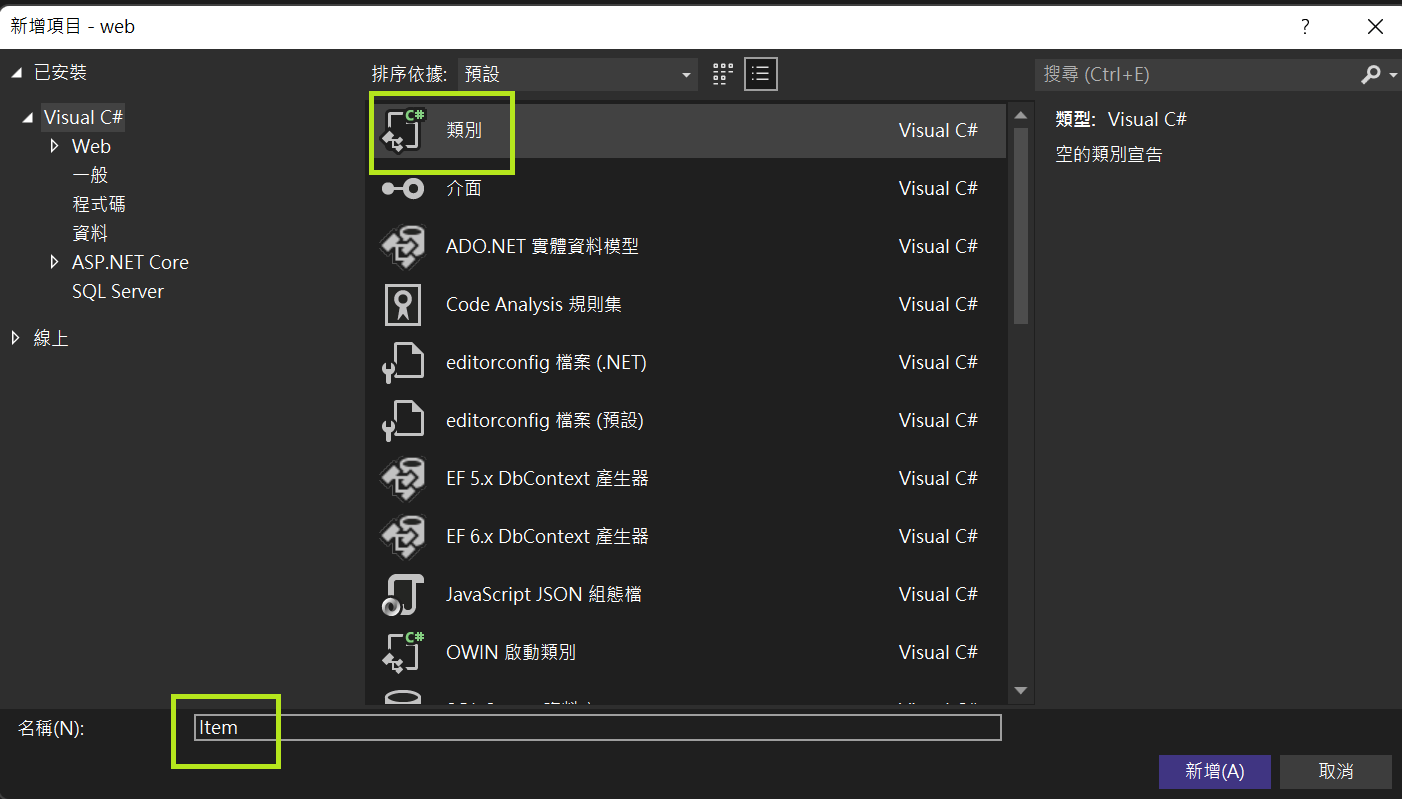 新增項目 - web
?
已安裝
Visual C#
Web
一般
程式碼
資料
ASP.NET Core
SQL Server
線上
排序依據: 預設
類別 Visual C#
介面 Visual C#
ADO.NET 實體資料模型 Visual C#
Code Analysis 規則集 Visual C#
editorconfig 檔案 (.NET) Visual C#
editorconfig 檔案 (預設) Visual C#
EF 5.x DbContext 產生器 Visual C#
EF 6.x DbContext 產生器 Visual C#
JavaScript JSON 組態檔 Visual C#
OWIN 啟動類別 Visual C#
搜尋 (Ctrl+E)
類型: Visual C#
空的類別宣告
名稱(N): Item
新增(A) 取消